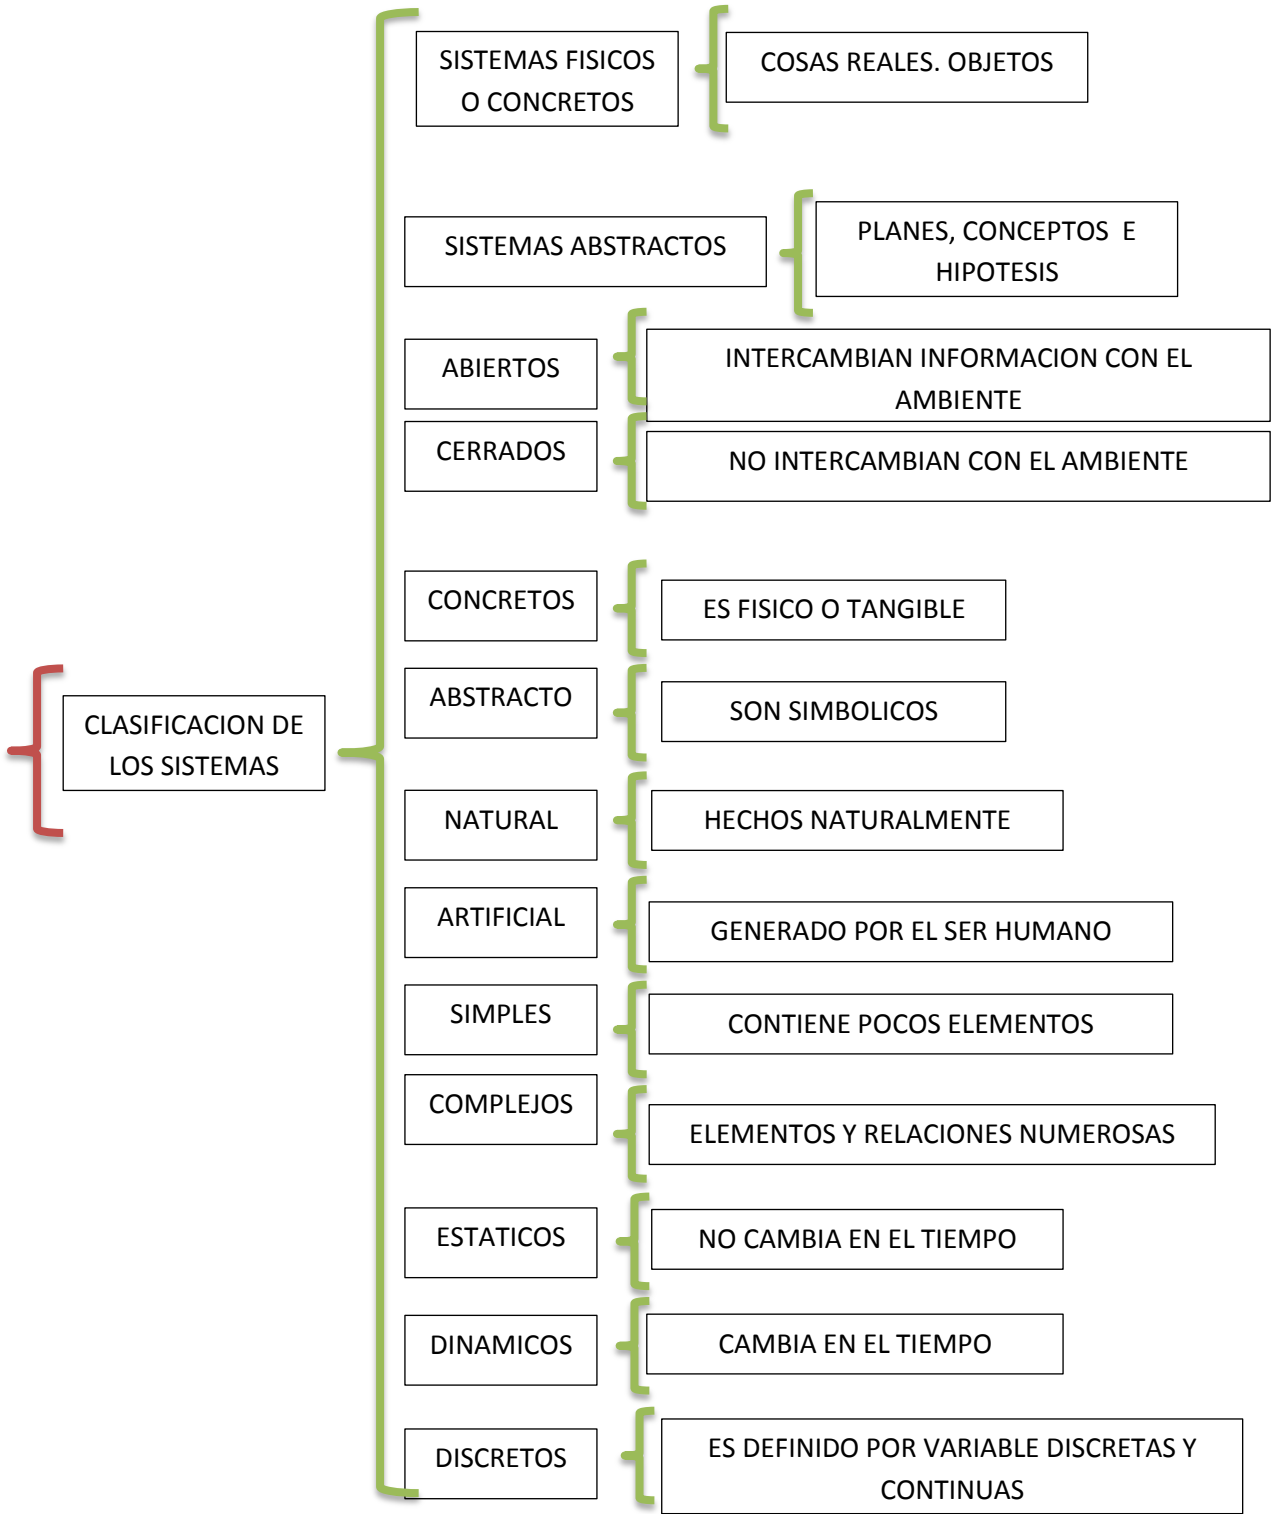 SISTEMAS FISICOS
O CONCRETOS
COSAS REALES. OBJETOS
SISTEMAS ABSTRACTOS
PLANES, CONCEPTOS E
HIPOTESIS
ABIERTOS
INTERCAMBIAN INFORMACION CON EL
AMBIENTE
CERRADOS
NO INTERCAMBIAN CON EL AMBIENTE
CONCRETOS
ES FISICO O TANGIBLE
CLASIFICACION DE
LOS SISTEMAS
ABSTRACTO
SON SIMBOLICOS
NATURAL
HECHOS NATURALMENTE
ARTIFICIAL
GENERADO POR EL SER HUMANO
SIMPLES
CONTIENE POCOS ELEMENTOS
COMPLEJOS
ELEMENTOS Y RELACIONES NUMEROSAS
ESTATICOS
NO CAMBIA EN EL TIEMPO
DINAMICOS
CAMBIA EN EL TIEMPO
DISCRETOS
ES DEFINIDO POR VARIABLE DISCRETAS Y
CONTINUAS